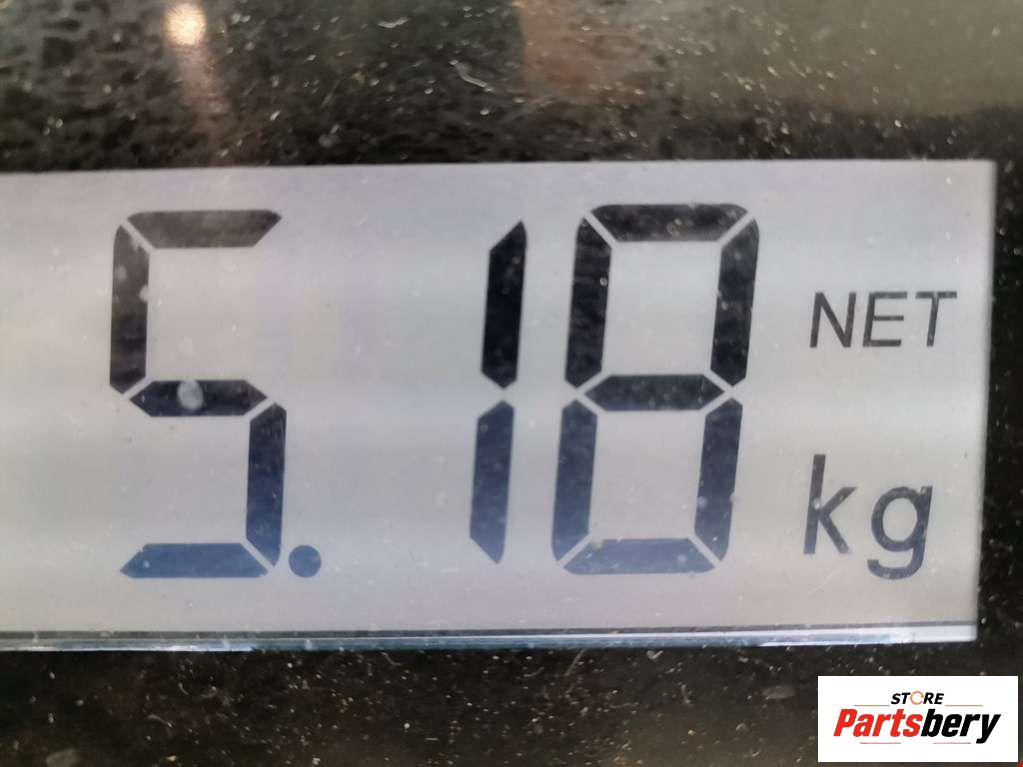 5.18 NET
kg
STORE
Partsbery